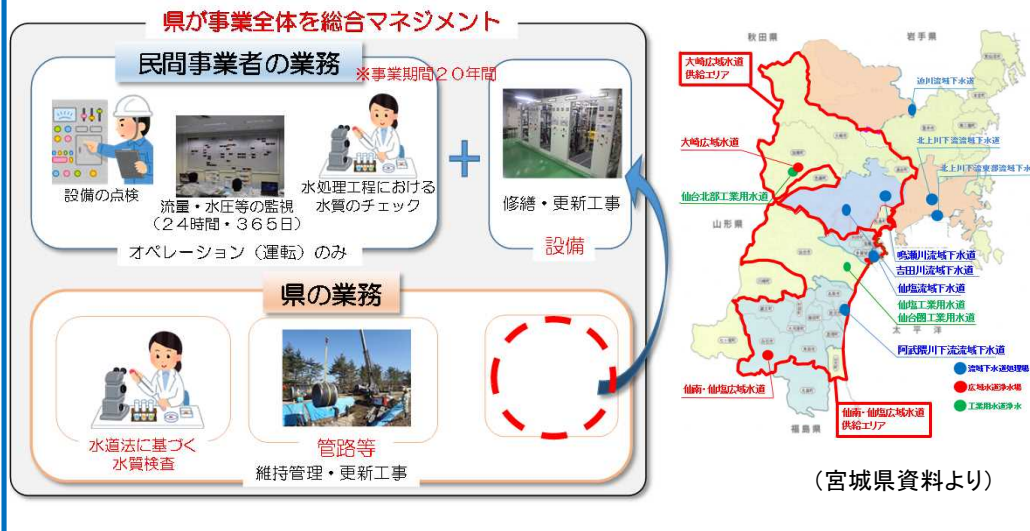 県が事業全体を総合マネジメント
民間事業者の業務
※事業期間２０年間
設備の点検
流量・水圧等の監視
（２４時間・３６５日）
水処理工程における
水質のチェック
オペレーション（運転）のみ
修繕・更新工事
設備
県の業務
水道法に基づく
水質検査
管路等
維持管理・更新工事
秋田県
岩手県
大崎広域水道
供給エリア
迫川流域下水道
大崎広域水道
北上川下流流域下水道
北上川下流東部流域下水
仙台北部工業用水道
山形県
鳴瀬川流域下水道
吉田川流域下水道
仙塩流域下水道
仙塩工業用水道
仙台圏工業用水道
太平洋
阿武隈川下流流域下水道
流域下水道処理場
広域水道浄水場
工業用水道浄水
仙南・仙塩広域水道
仙南・仙塩広域水道
供給エリア
福島県
（宮城県資料より）